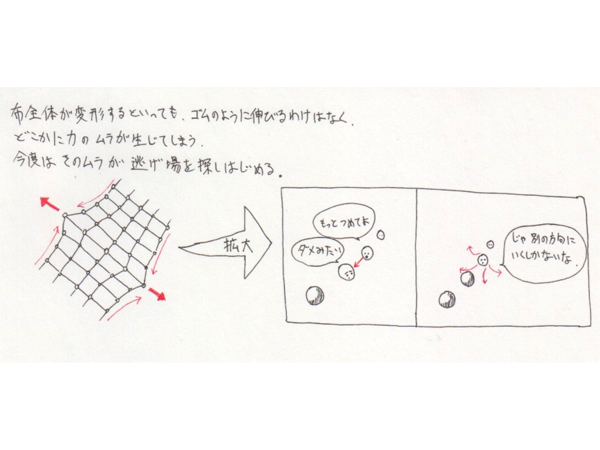 布全体が変形するといっても、ゴムのように伸びるわけはなく、
どこかに力のムラが生じてしまう.
今度はそのムラが逃げ場を探しはじめる。
拡大
もっとつめてよ
ダメみたい
じゃ別の方向に
いくしかないな.